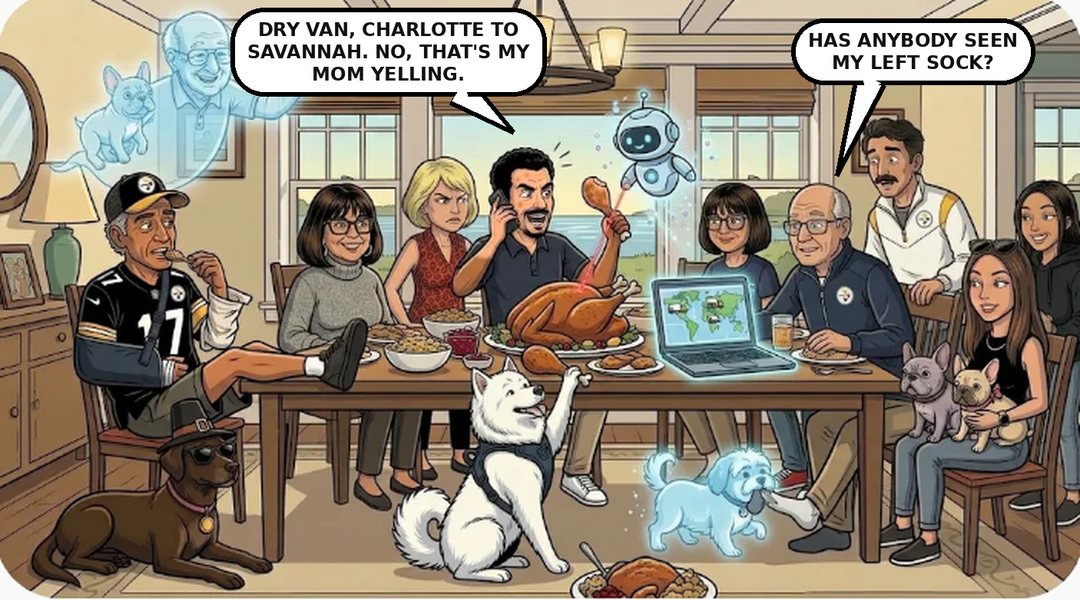 DRY VAN, CHARLOTTE TO
SAVANNAH. NO, THAT'S MY
MOM YELLING.
HAS ANYBODY SEEN
MY LEFT SOCK?
17